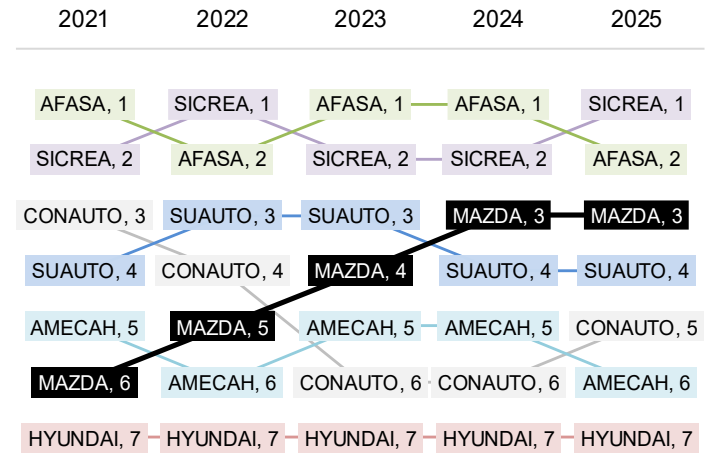 2021 2022 2023 2024 2025
AFASA, 1 SICREA, 1 AFASA, 1 AFASA, 1 SICREA, 1
SICREA, 2 AFASA, 2 SICREA, 2 SICREA, 2 AFASA, 2
CONAUTO, 3 SUAUTO, 3 SUAUTO, 3 MAZDA, 3 MAZDA, 3
SUAUTO, 4 CONAUTO, 4 MAZDA, 4 SUAUTO, 4 SUAUTO, 4
AMECAH, 5 MAZDA, 5 AMECAH, 5 AMECAH, 5 CONAUTO, 5
MAZDA, 6 AMECAH, 6 CONAUTO, 6 CONAUTO, 6 AMECAH, 6
HYUNDAI, 7 HYUNDAI, 7 HYUNDAI, 7 HYUNDAI, 7 HYUNDAI, 7